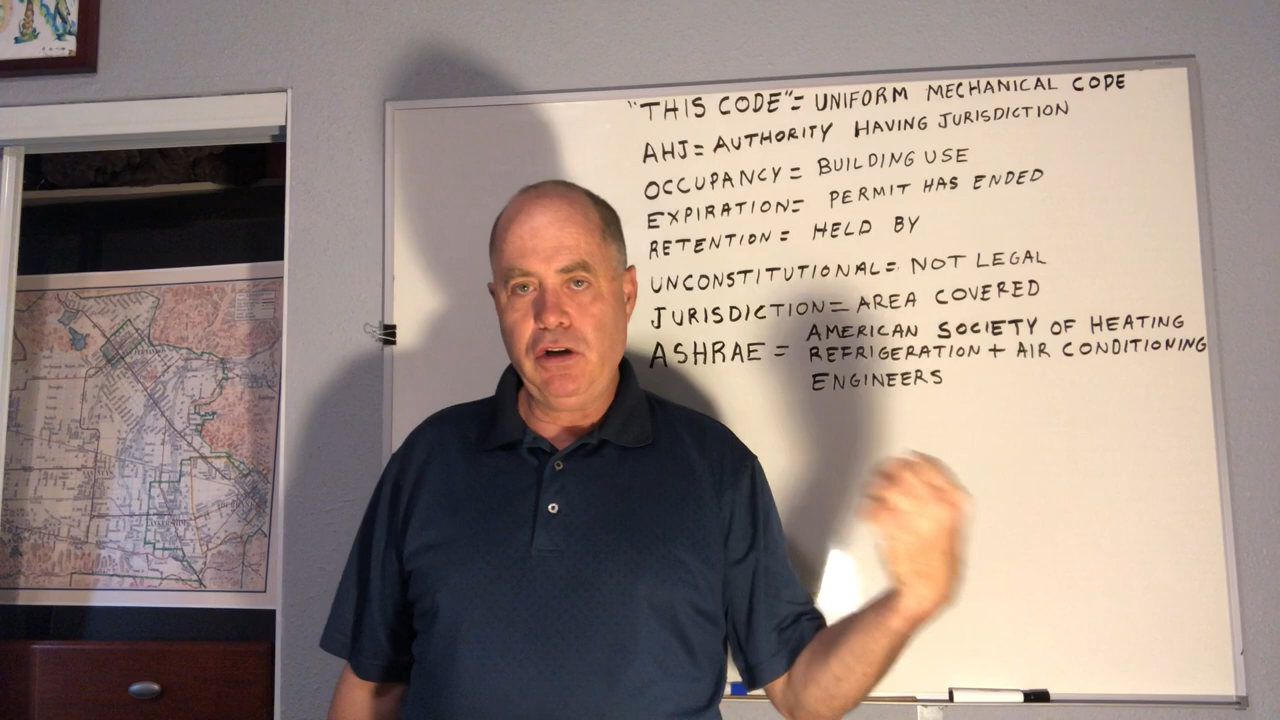 "THIS CODE" = UNIFORM MECHANICAL CODE
AHJ = AUTHORITY HAVING JURISDICTION
OCCUPANCY = BUILDING USE
EXPIRATION = PERMIT HAS ENDED
RETENTION = HELD BY
UNCONSTITUTIONAL = NOT LEGAL
JURISDICTION = AREA COVERED
ASHRAE = AMERICAN SOCIETY OF HEATING
REFRIGERATION + AIR CONDITIONING
ENGINEERS